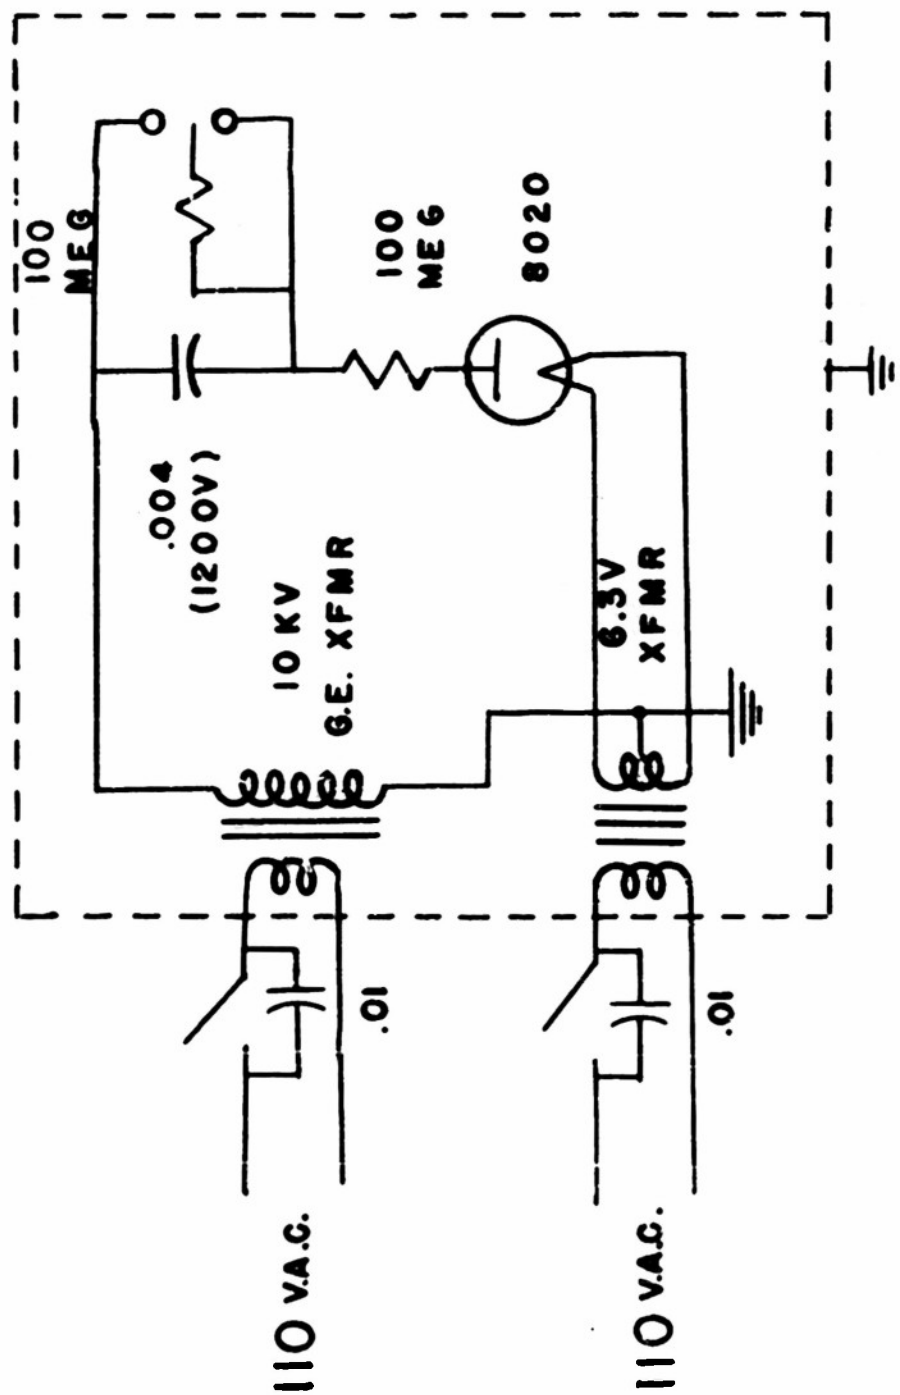 100
MEG
100
MEG
8020
.004
(1200V)
10 KV
G.E. XFMR
6.3V
XFMR
.01
.01
110 V.A.C.
110 V.A.C.